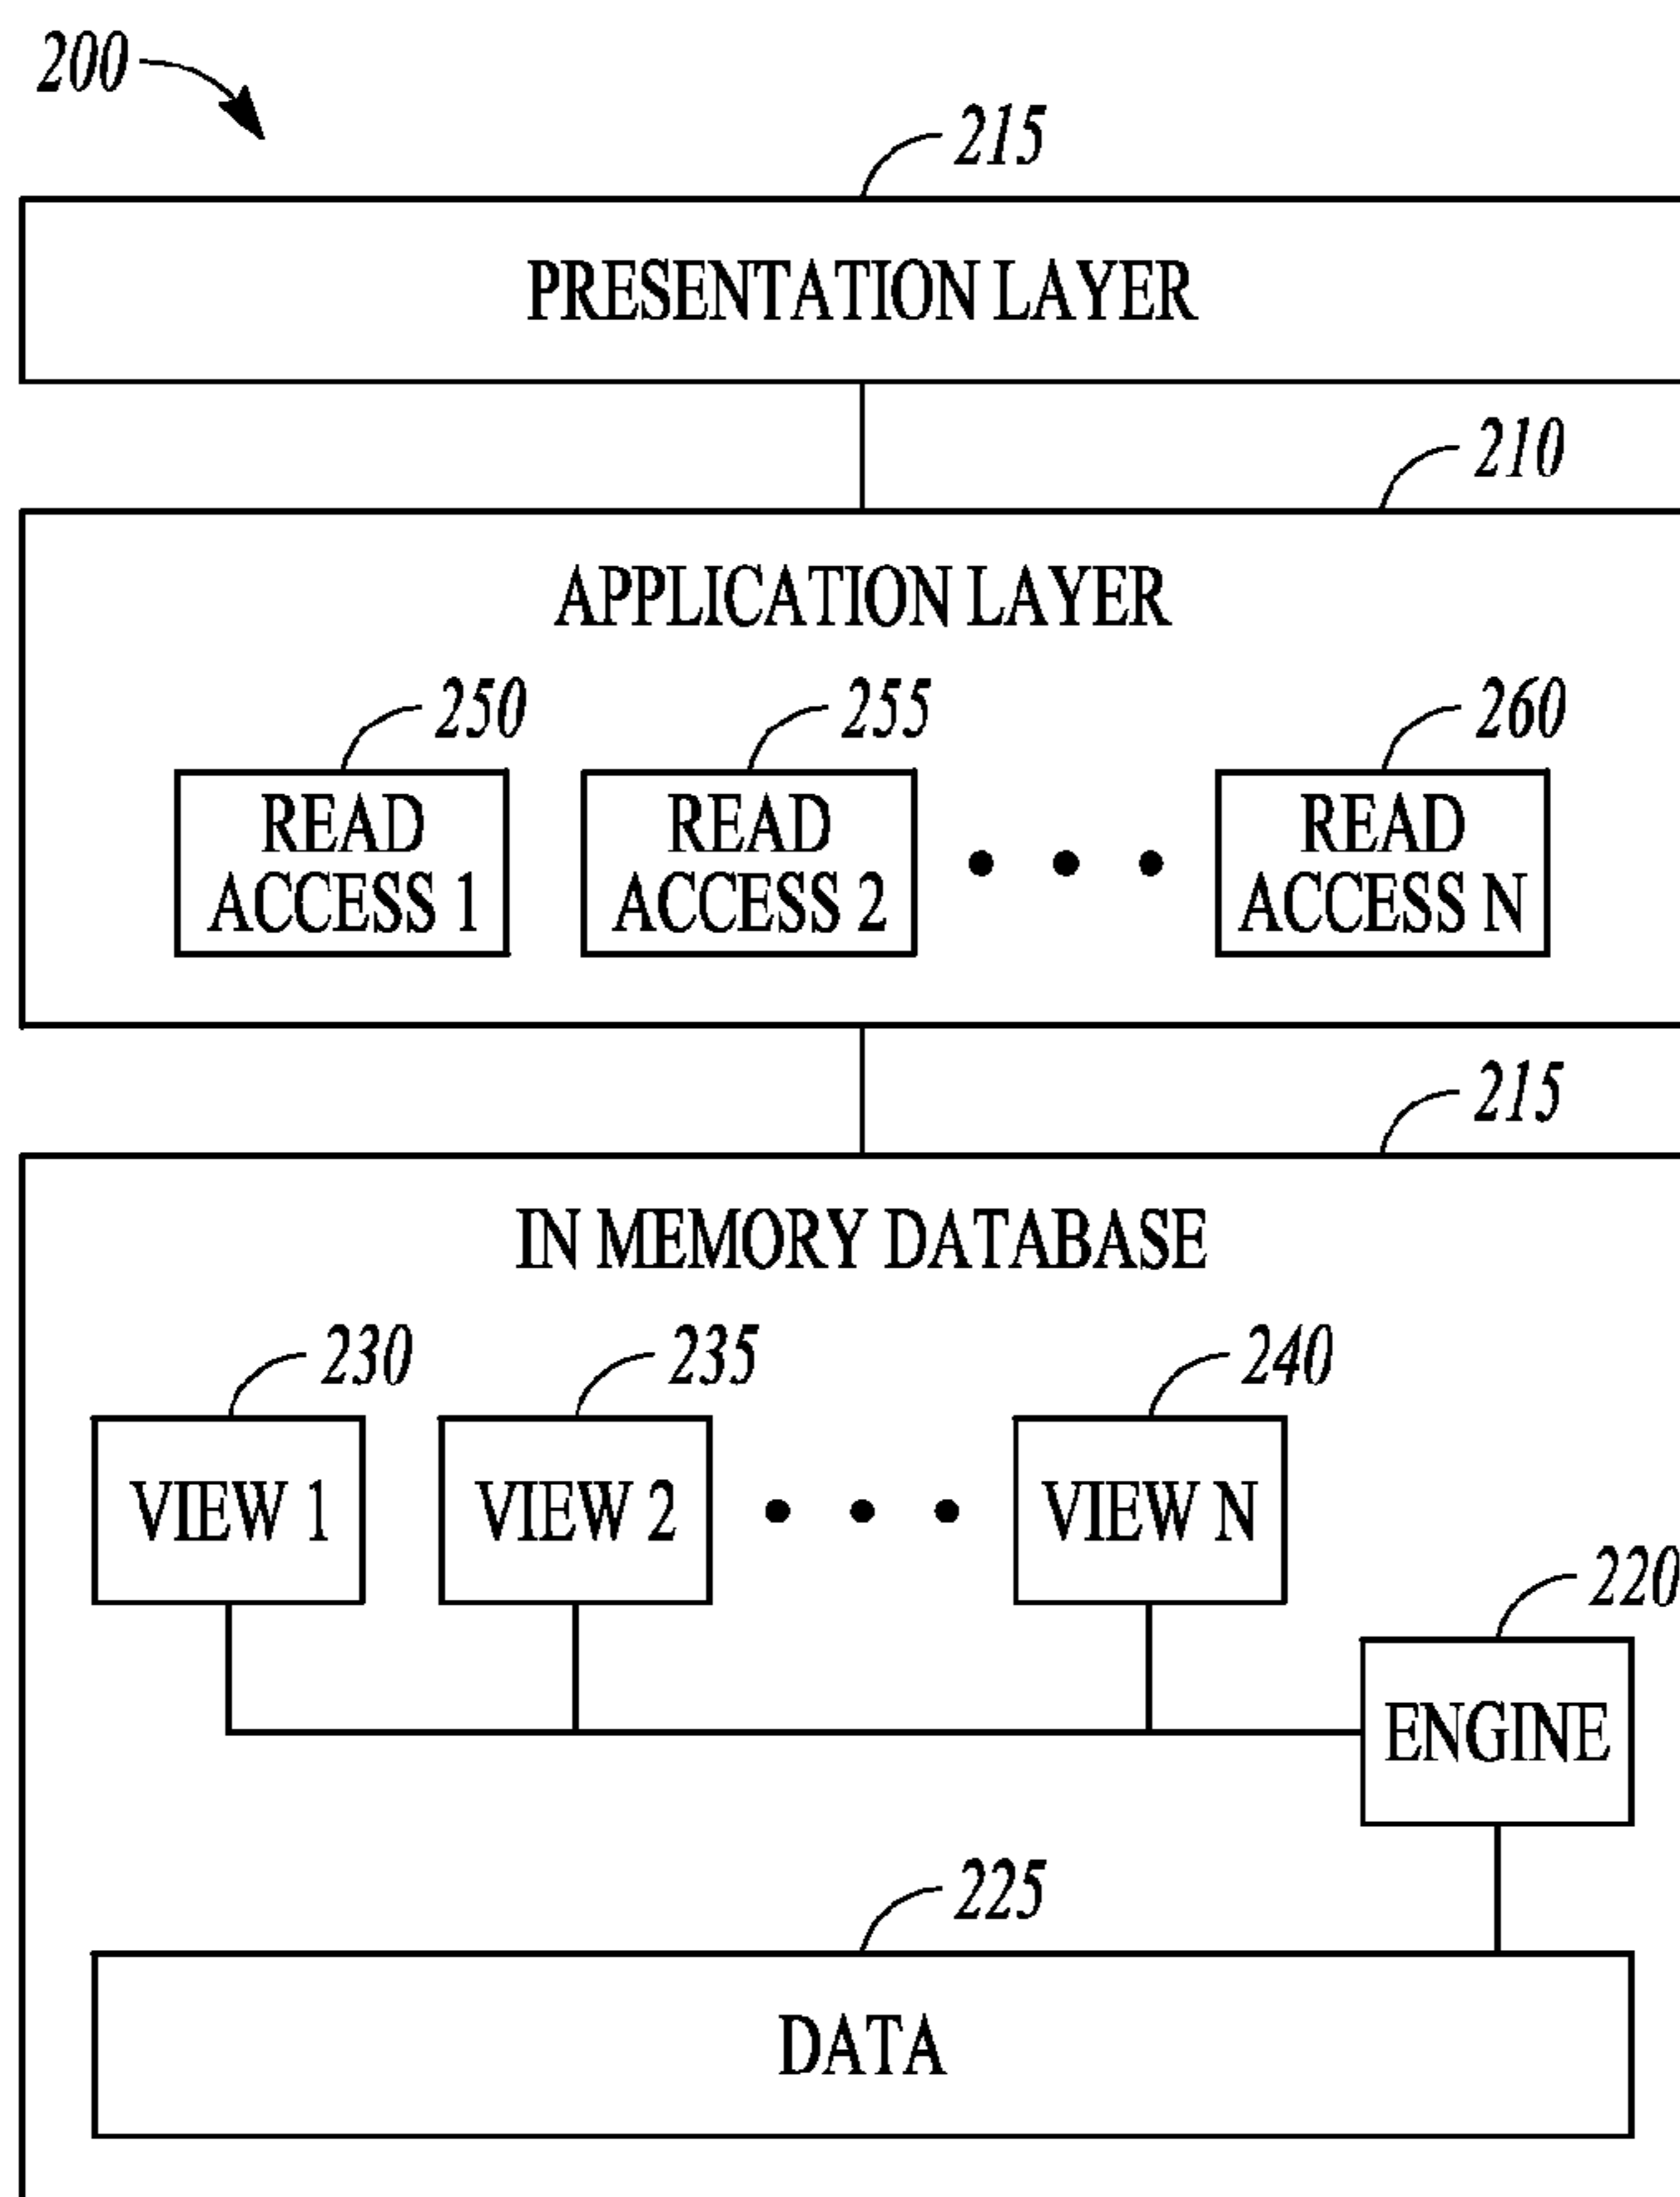 200
215
PRESENTATION LAYER
210
APPLICATION LAYER
250
255
260
READ
ACCESS 1
READ
ACCESS 2
READ
ACCESS N
215
IN MEMORY DATABASE
230
235
240
VIEW 1
VIEW 2
VIEW N
220
ENGINE
225
DATA